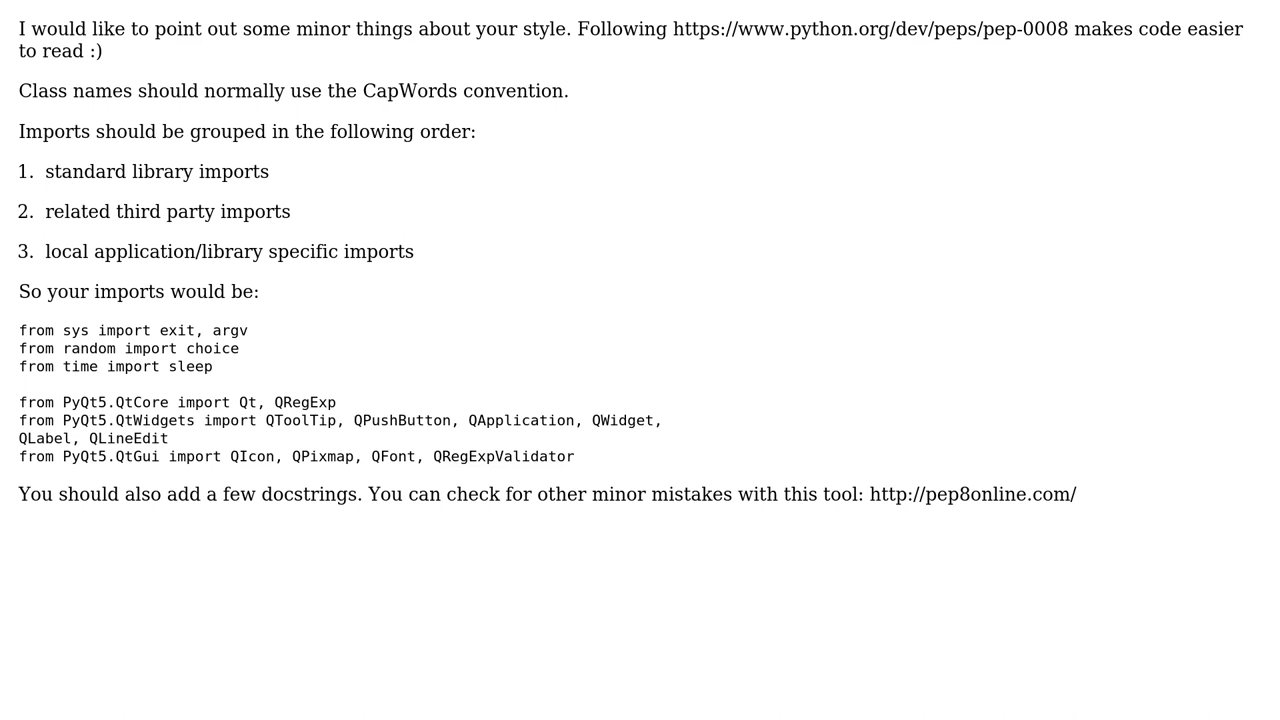 I would like to point out some minor things about your style. Following https://www.python.org/dev/peps/pep-0008 makes code easier
to read :)
Class names should normally use the CapWords convention.
Imports should be grouped in the following order:
1. standard library imports
2. related third party imports
3. local application/library specific imports
So your imports would be:
from sys import exit, argv
from random import choice
from time import sleep
from PyQt5.QtCore import Qt, QRegExp
from PyQt5.QtWidgets import QToolTip, QPushButton, QApplication, QWidget,
QLabel, QLineEdit
from PyQt5.QtGui import QIcon, QPixmap, QFont, QRegExpValidator
You should also add a few docstrings. You can check for other minor mistakes with this tool: http://pep8online.com/